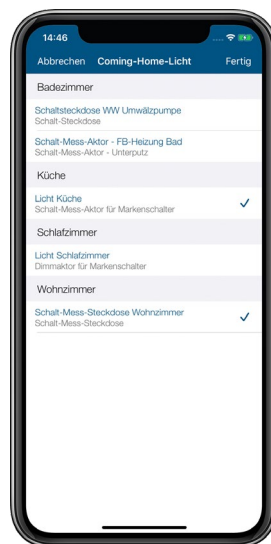 14:46
Abbrechen Coming-Home-Licht Fertig
Badezimmer
Schaltsteckdose WW Umwälzpumpe
Schalt-Steckdose
Schalt-Mess-Aktor - FB-Heizung Bad
Schalt-Mess-Aktor - Unterputz
Küche
Licht Küche
Schalt-Mess-Aktor für Markenschalter
Schlafzimmer
Licht Schlafzimmer
Dimmaktor für Markenschalter
Wohnzimmer
Schalt-Mess-Steckdose Wohnzimmer
Schalt-Mess-Steckdose